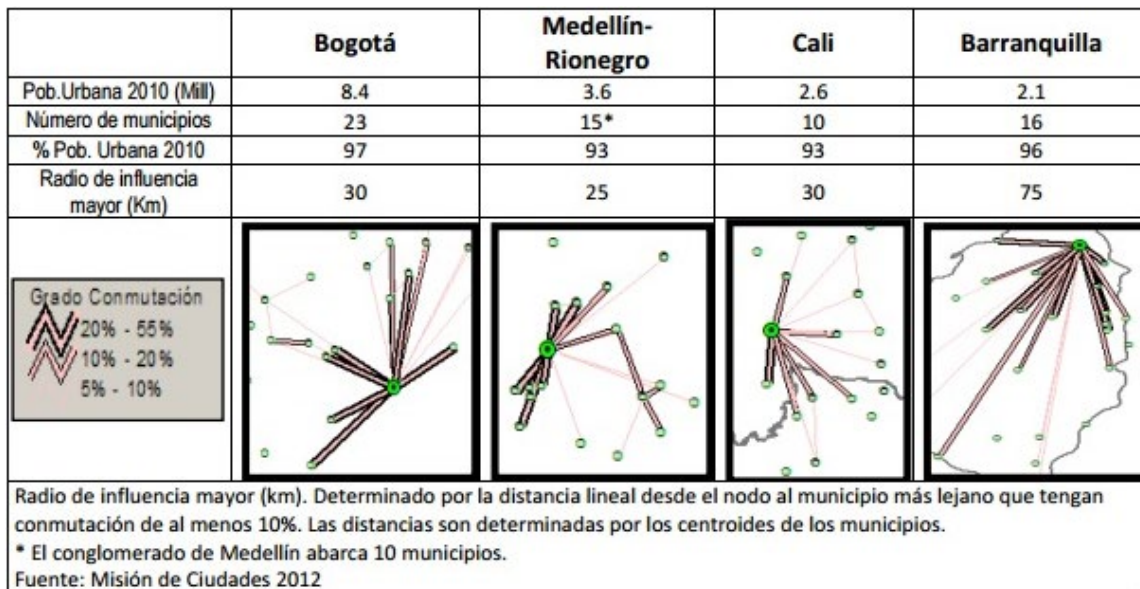 Bogotá Medellín- Cali Barranquilla
Rionegro
Pob.Urbana 2010 (Mill) 8.4 3.6 2.6 2.1
Número de municipios 23 15* 10 16
% Pob. Urbana 2010 97 93 93 96
Radio de influencia
mayor (Km) 30 25 30 75
Grado Conmutación
20% - 55%
10% - 20%
5% - 10%
Radio de influencia mayor (km). Determinado por la distancia lineal desde el nodo al municipio más lejano que tengan
conmutación de al menos 10%. Las distancias son determinadas por los centroides de los municipios.
* El conglomerado de Medellín abarca 10 municipios.
Fuente: Misión de Ciudades 2012